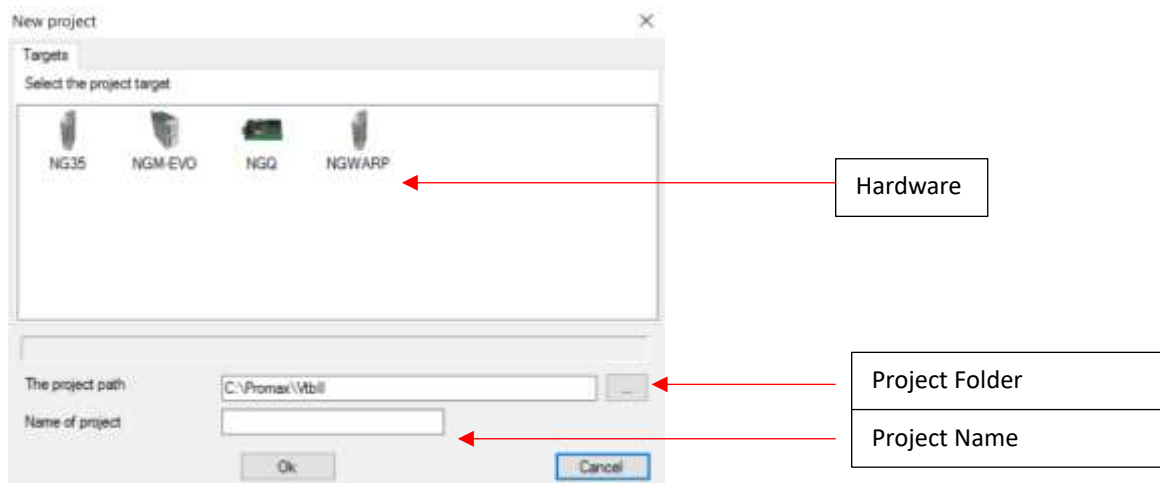 New project
Targets
Select the project target
NG35 NGM-EVO NGQ NGWARP
Hardware
The project path C:\Promax\Vtbill ...
Project Folder
Name of project
Project Name
Ok Cancel